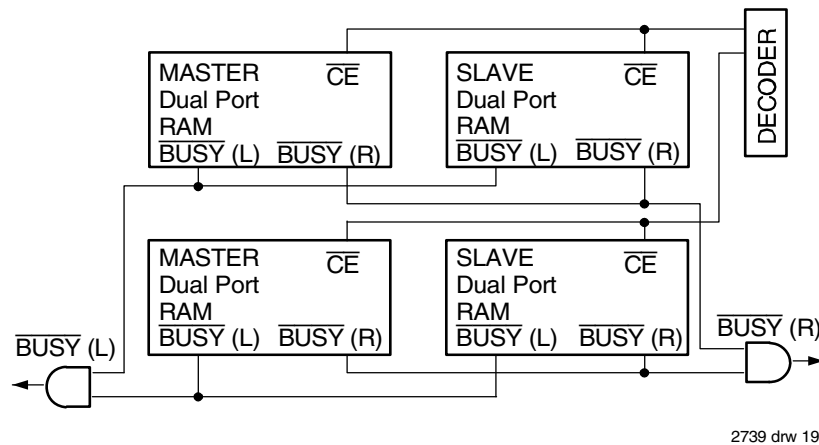 MASTER
Dual Port
RAM
CE
BUSY (L) BUSY (R)
SLAVE
Dual Port
RAM
CE
BUSY (L) BUSY (R)
DECODER
MASTER
Dual Port
RAM
CE
BUSY (L) BUSY (R)
SLAVE
Dual Port
RAM
CE
BUSY (L) BUSY (R)
BUSY (L)
BUSY (R)
2739 drw 19